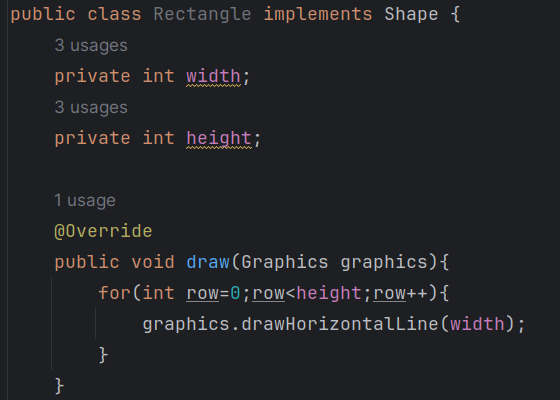 public class Rectangle implements Shape {
3 usages
private int width;
3 usages
private int height;
1 usage
@Override
public void draw(Graphics graphics){
for(int row=0;row<height;row++){
graphics.drawHorizontalLine(width);
}
}